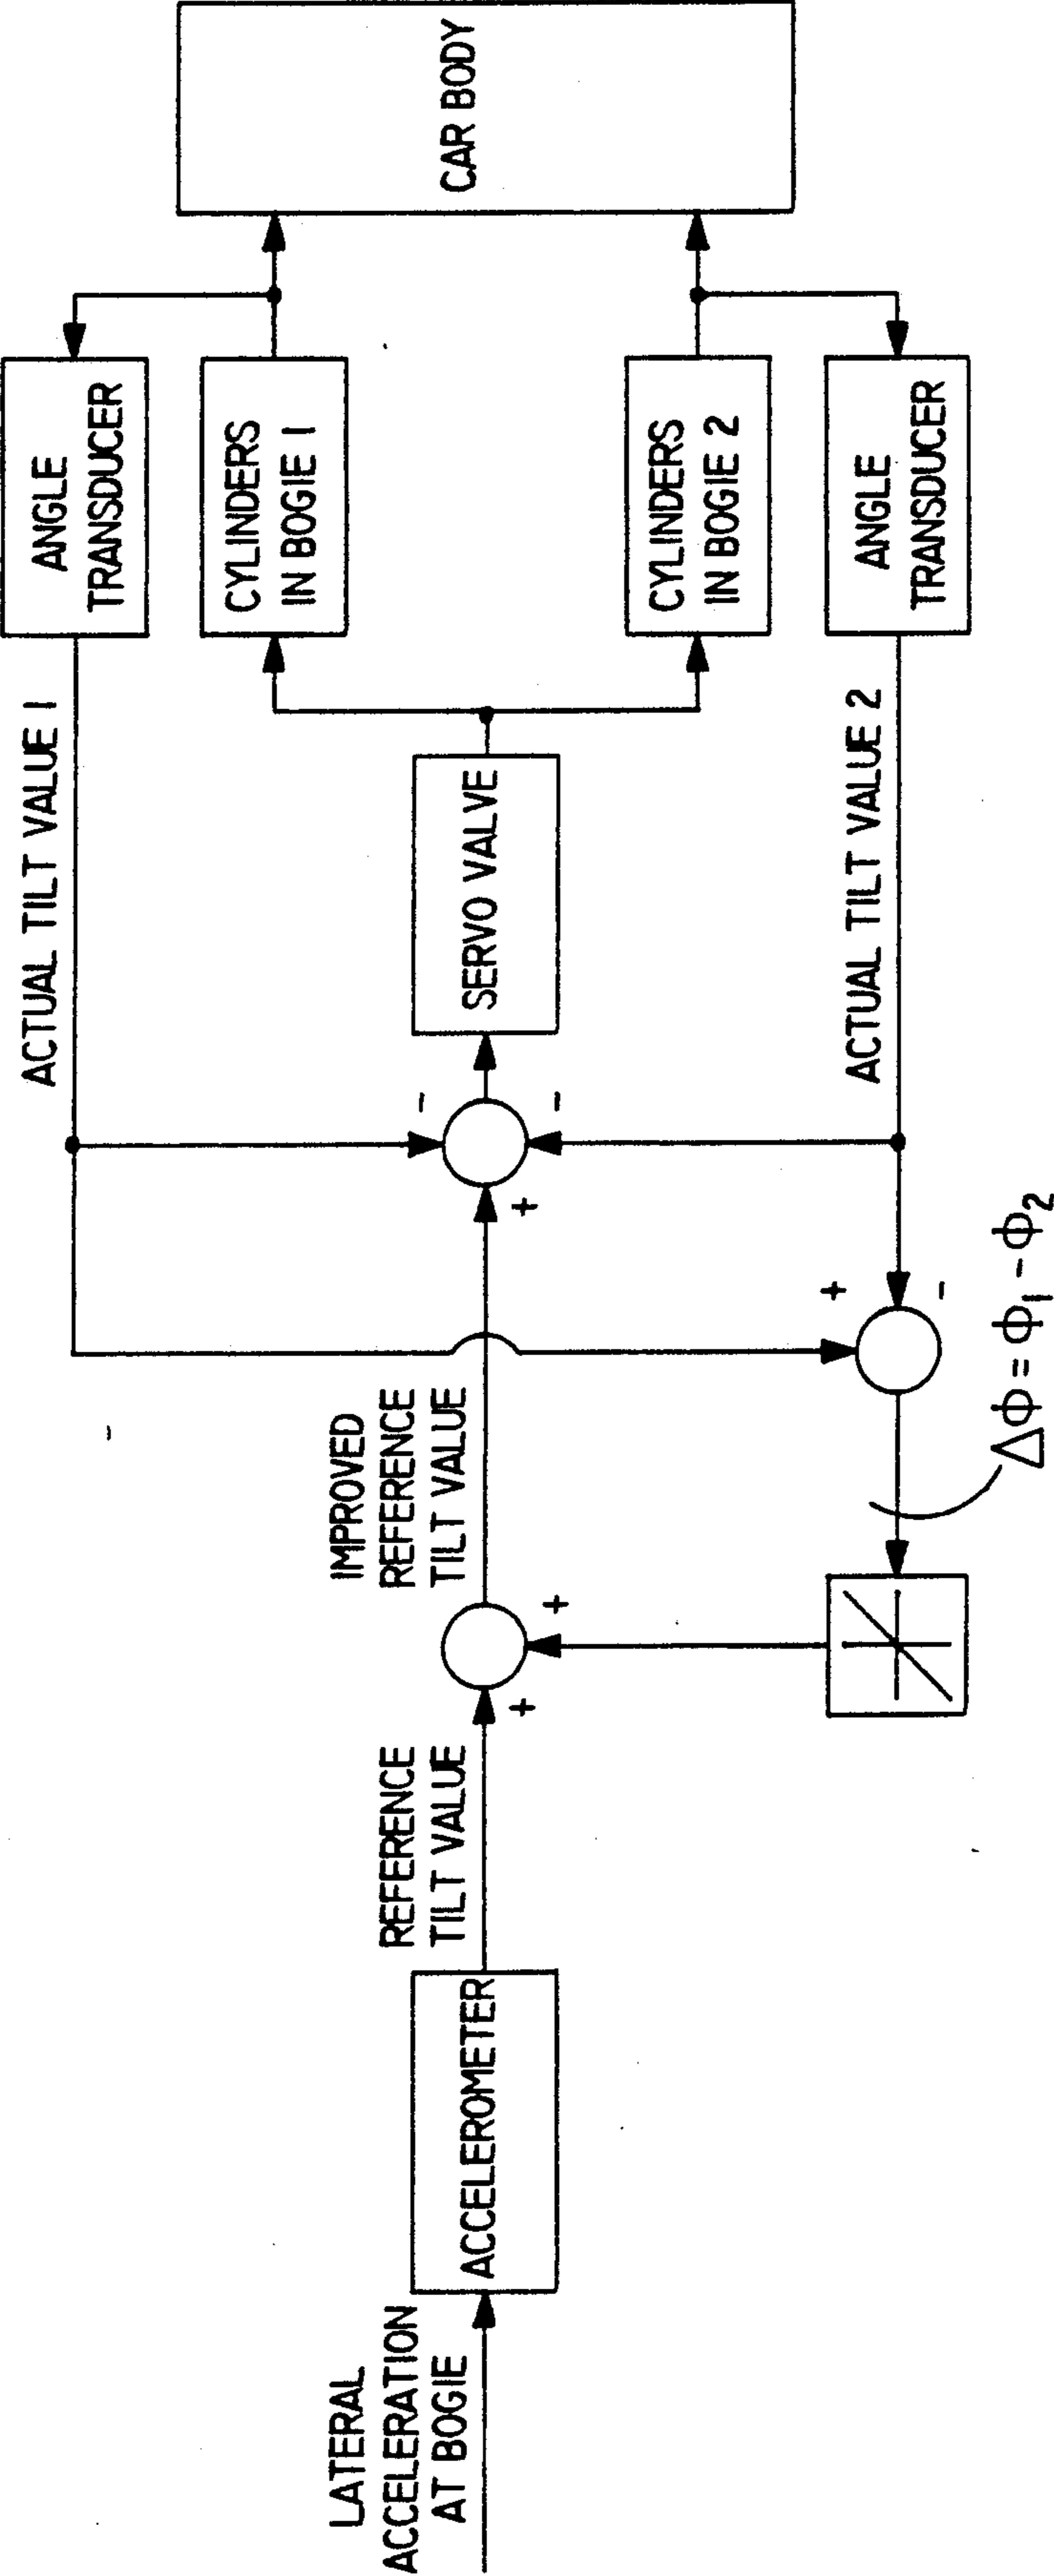 LATERAL
ACCELERATION
AT BOGIE
ACCELEROMETER
REFERENCE
TILT VALUE
+
+
IMPROVED
REFERENCE
TILT VALUE
+
-
-
SERVO VALVE
ACTUAL TILT VALUE 1
ANGLE
TRANSDUCER
CYLINDERS
IN BOGIE 1
CYLINDERS
IN BOGIE 2
ACTUAL TILT VALUE 2
ANGLE
TRANSDUCER
CAR BODY
+
-
Δϕ = ϕ₁ - ϕ₂